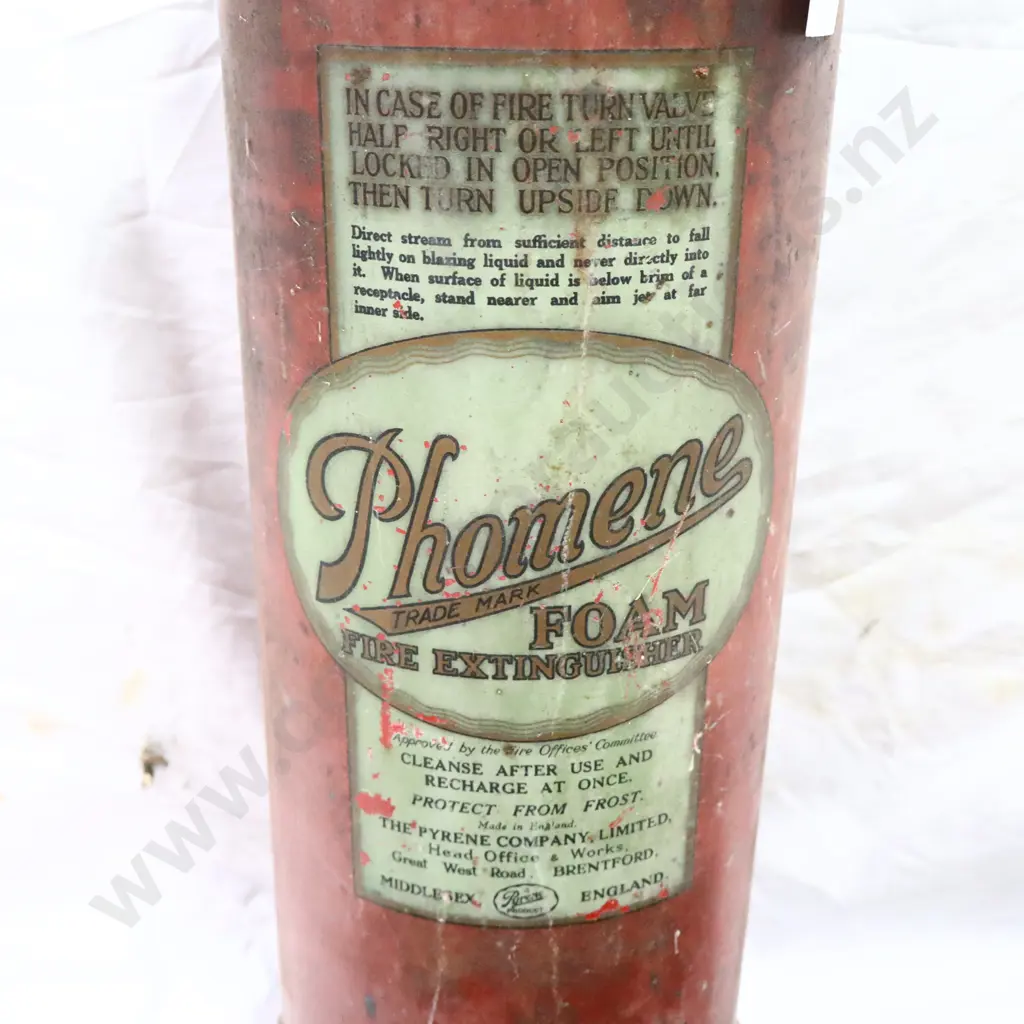 IN CASE OF FIRE TURN VALVE
HALF RIGHT OR LEFT UNTIL
LOCKED IN OPEN POSITION,
THEN TURN UPSIDE DOWN.
Direct stream from sufficient distance to fall
lightly on blazing liquid and never directly into
it. When surface of liquid is below brim of a
receptacle, stand nearer and aim jet at far
inner side.
Phomene
TRADE MARK
FOAM
FIRE EXTINGUISHER
Approved by the Fire Offices' Committee
CLEANSE AFTER USE AND
RECHARGE AT ONCE.
PROTECT FROM FROST.
Made in England.
THE PYRENE COMPANY, LIMITED,
Head Office & Works,
Great West Road, BRENTFORD,
MIDDLESEX, ENGLAND.
Pyrene
PRODUCT